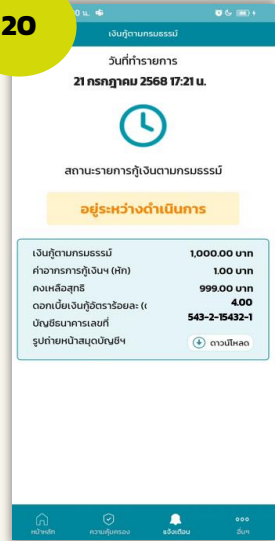 20
0 น.
เงินกู้ตามกรมธรรม์
วันที่ทำรายการ
21 กรกฎาคม 2568 17:21 น.
สถานะรายการกู้เงินตามกรมธรรม์
อยู่ระหว่างดำเนินการ
เงินกู้ตามกรมธรรม์ 1,000.00 บาท
ค่าอากรการกู้เงินฯ (หัก) 1.00 บาท
คงเหลือสุทธิ 999.00 บาท
ดอกเบี้ยเงินกู้อัตราร้อยละ 4.00
บัญชีธนาคารเลขที่ 543-2-15432-1
รูปถ่ายหน้าสมุดบัญชีฯ ดาวน์โหลด
หน้าหลัก ความคุ้มครอง แจ้งเตือน อื่นๆ